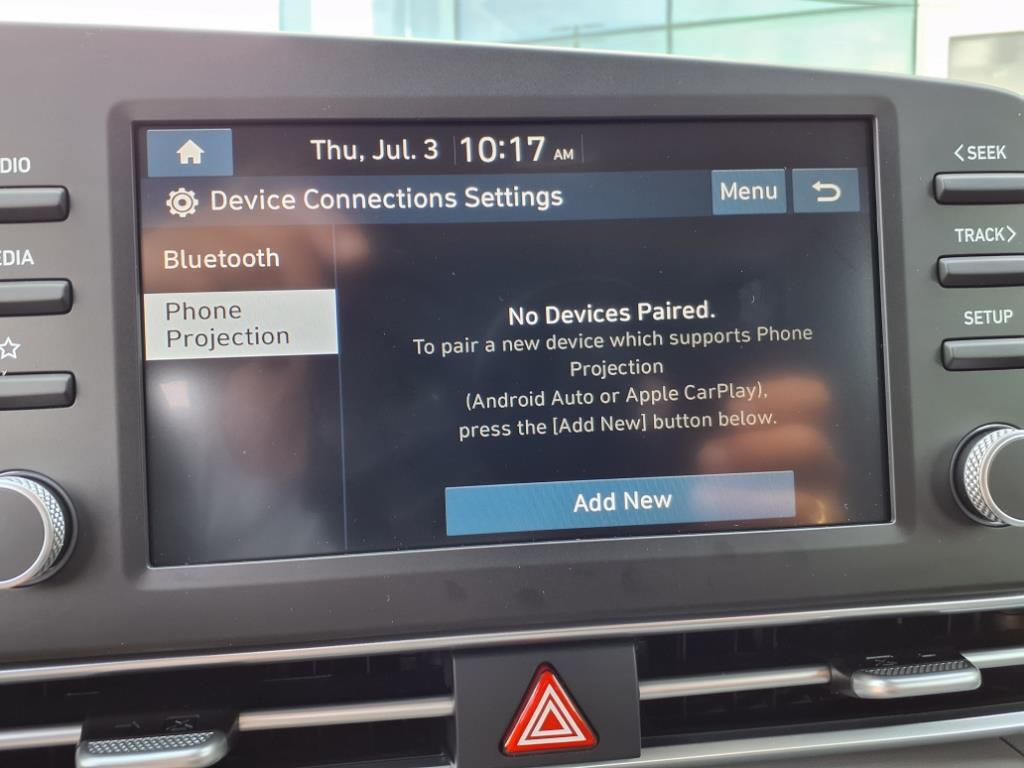 Thu, Jul. 3 10:17 AM
Device Connections Settings
Menu
Bluetooth
Phone
Projection
No Devices Paired.
To pair a new device which supports Phone
Projection
(Android Auto or Apple CarPlay),
press the [Add New] button below.
Add New
DIO
EDIA
<SEEK
TRACK>
SETUP